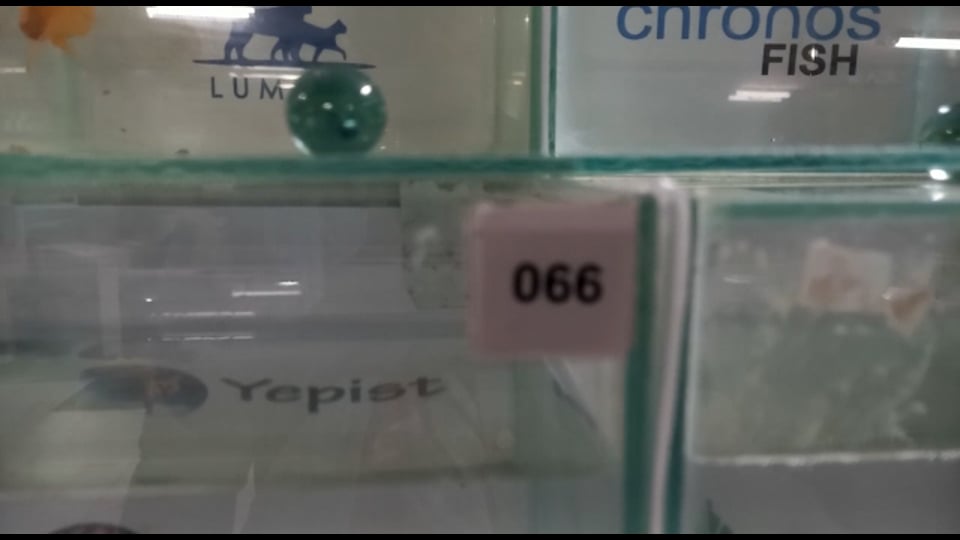 LUM
chronos
FISH
066
Yepist